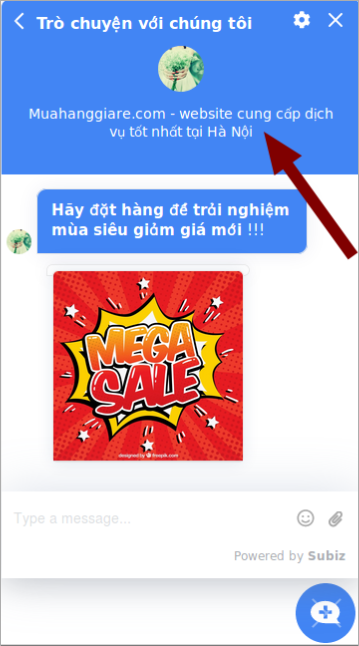 Trò chuyện với chúng tôi
Muahanggiare.com - website cung cấp dịch
vụ tốt nhất tại Hà Nội
Hãy đặt hàng để trải nghiệm
mùa siêu giảm giá mới !!!
MEGA
SALE
designed by freepik.com
Type a message...
Powered by Subiz